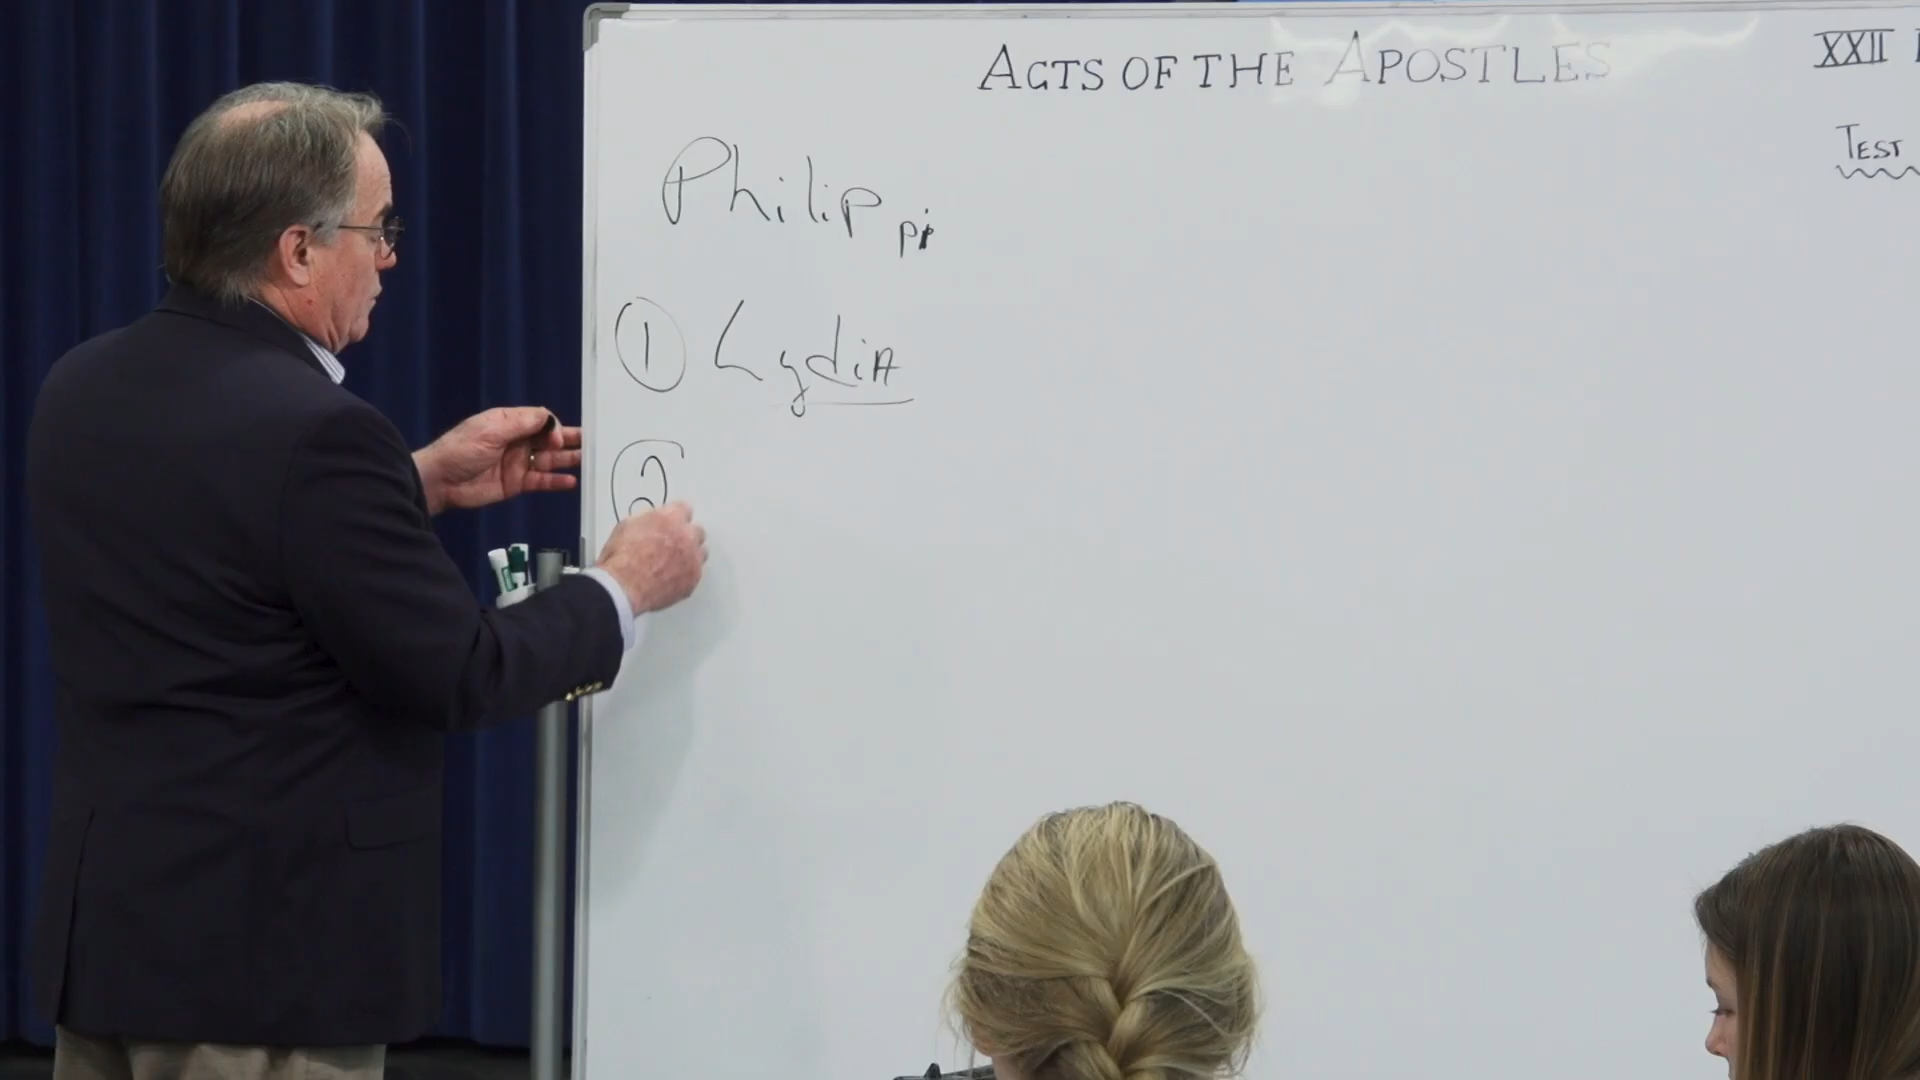 ACTS OF THE APOSTLES
XXII
TEST
Philippi
① Lydia
②